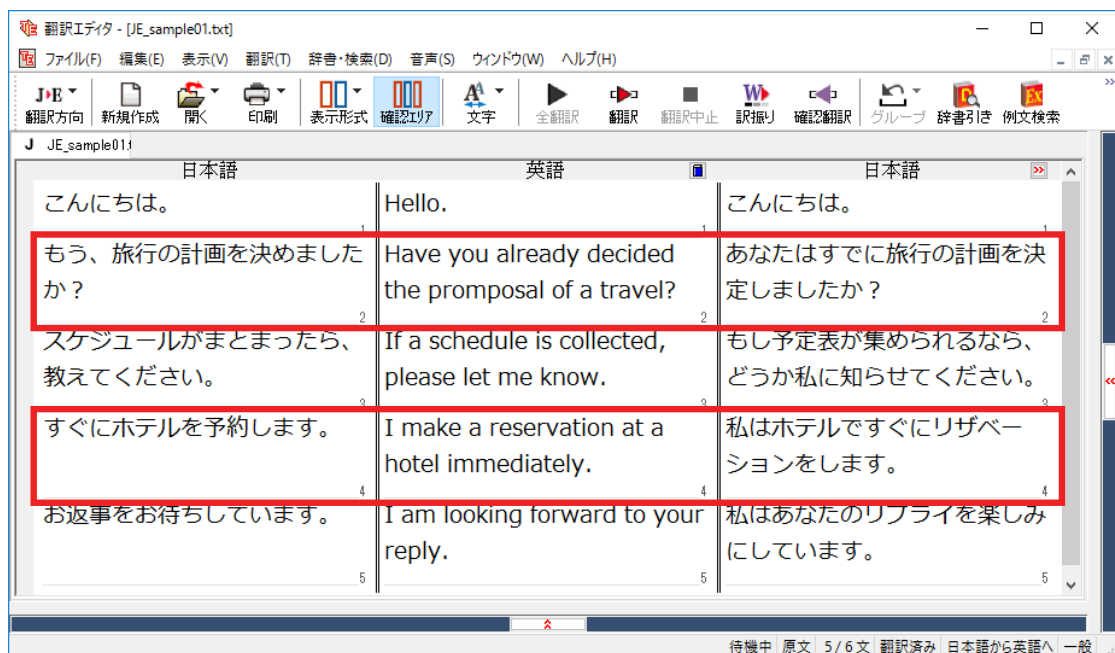 翻訳エディタ - [JE_sample01.txt]
ファイル(F) 編集(E) 表示(V) 翻訳(T) 辞書・検索(D) 音声(S) ウィンドウ(W) ヘルプ(H)
J E
W
Ex
翻訳方向 新規作成 開く 印刷 表示形式 確認エリア 文字 全翻訳 翻訳 翻訳中止 訳振り 確認翻訳 グループ 辞書引き 例文検索
J JE_sample01.t
日本語 英語 日本語
こんにちは。 Hello. こんにちは。
1 1 1
もう、旅行の計画を決めました Have you already decided あなたはすでに旅行の計画を決
か？ the promposal of a travel? 定しましたか？
2 2 2
スケジュールがまとまったら、 If a schedule is collected, もし予定表が集められるなら、
教えてください。 please let me know. どうか私に知らせてください。
3 3 3
すぐにホテルを予約します。 I make a reservation at a 私はホテルですぐにリザベー
hotel immediately. ションをします。
4 4 4
お返事をお待ちしています。 I am looking forward to your 私はあなたのリプライを楽しみ
reply. にしています。
5 5 5
待機中 原文 5/6文 翻訳済み 日本語から英語へ 一般